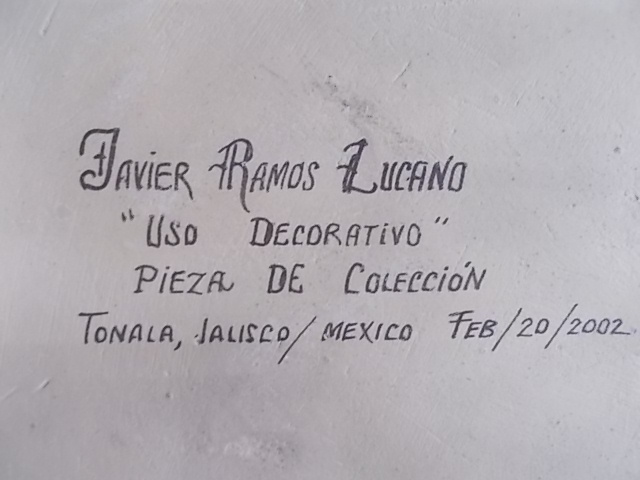 Javier Ramos Lucano
"Uso Decorativo"
Pieza de Colección
Tonala, Jalisco/Mexico Feb/20/2002.